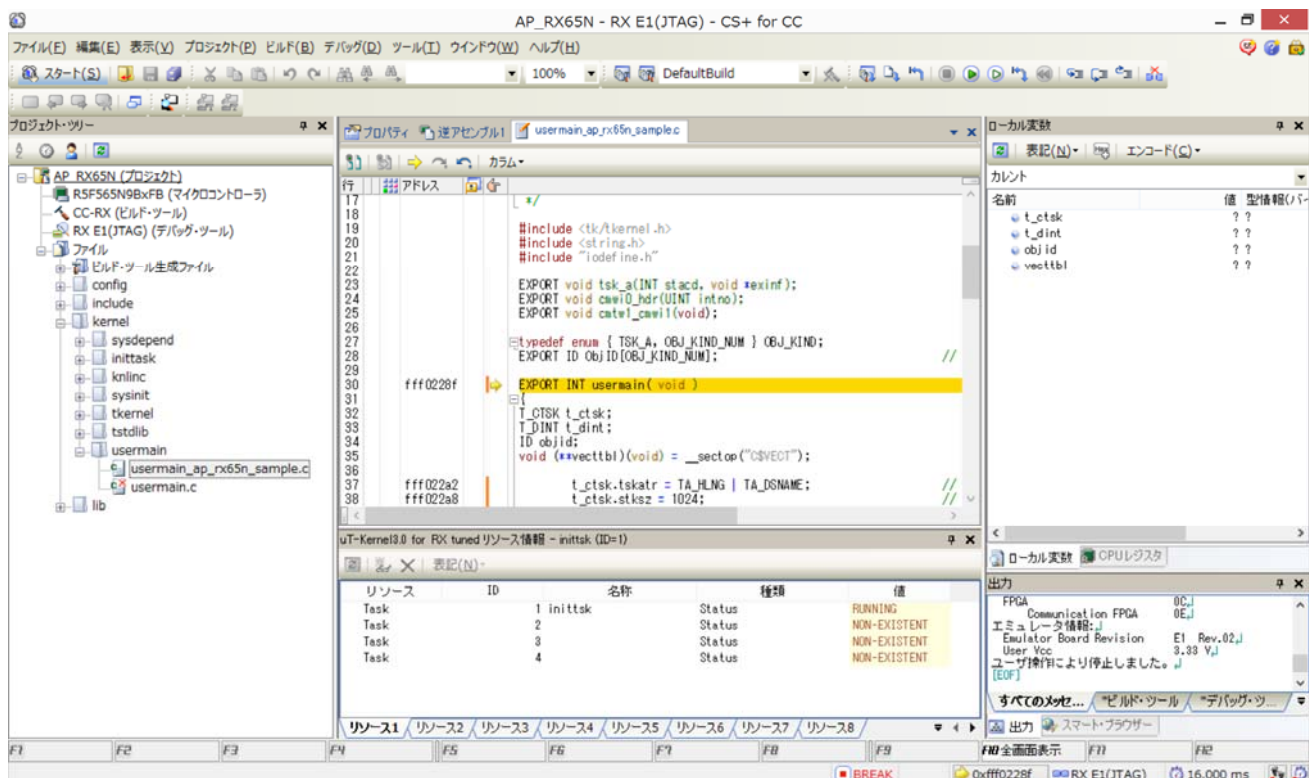 AP_RX65N - RX E1(JTAG) - CS+ for CC
ファイル(F) 編集(E) 表示(V) プロジェクト(P) ビルド(B) デバッグ(D) ツール(T) ウインドウ(W) ヘルプ(H)
スタート(S) 100% DefaultBuild
プロジェクト・ツリー
AP_RX65N (プロジェクト)
R5F565N9BxFB (マイクロコントローラ)
CC-RX (ビルド・ツール)
RX E1(JTAG) (デバッグ・ツール)
ファイル
ビルド・ツール生成ファイル
config
include
kernel
sysdepend
inittask
knlinc
sysinit
tkernel
tstdlib
usermain
usermain_ap_rx65n_sample.c
usermain.c
lib
プロパティ 逆アセンブル1 usermain_ap_rx65n_sample.c
カラム
行 アドレス
17 */
18
19 #include <tk/tkernel.h>
20 #include <string.h>
21 #include "iodefine.h"
22
23 EXPORT void tsk_a(INT stacd, void *exinf);
24 EXPORT void cmwi0_hdr(UINT intno);
25 EXPORT void cmtw1_cmwi1(void);
26
27 typedef enum { TSK_A, OBJ_KIND_NUM } OBJ_KIND;
28 EXPORT ID ObjID[OBJ_KIND_NUM]; //
29
30 fff0228f EXPORT INT usermain( void )
31 {
32 T_CTSK t_ctsk;
33 T_DINT t_dint;
34 ID objid;
35 void (**vecttbl)(void) = __sectop("C$VECT");
36
37 fff022a2 t_ctsk.tskatr = TA_HLNG | TA_DSNAME; //
38 fff022a8 t_ctsk.stksz = 1024; //
uT-Kernel3.0 for RX tuned リソース情報 - inittsk (ID=1)
表記(N)
リソース ID 名称 種類 値
Task 1 inittsk Status RUNNING
Task 2 Status NON-EXISTENT
Task 3 Status NON-EXISTENT
Task 4 Status NON-EXISTENT
リソース1 リソース2 リソース3 リソース4 リソース5 リソース6 リソース7 リソース8
ローカル変数
表記(N) エンコード(C)
カレント
名前 値 型情報(バ
t_ctsk ? ?
t_dint ? ?
objid ? ?
vecttbl ? ?
ローカル変数 CPUレジスタ
出力
FPGA 0C
Communication FPGA 0E
エミュレータ情報:
Emulator Board Revision E1 Rev.02
User Vcc 3.33 V
ユーザ操作により停止しました。
[EOF]
すべてのメッセ... *ビルド・ツール *デバッグ・ツ...
出力 スマート・ブラウザー
F1 F2 F3 F4 F5 F6 F7 F8 F9 F10 全画面表示 F11 F12
BREAK 0xfff0228f RX E1(JTAG) 16.000 ms